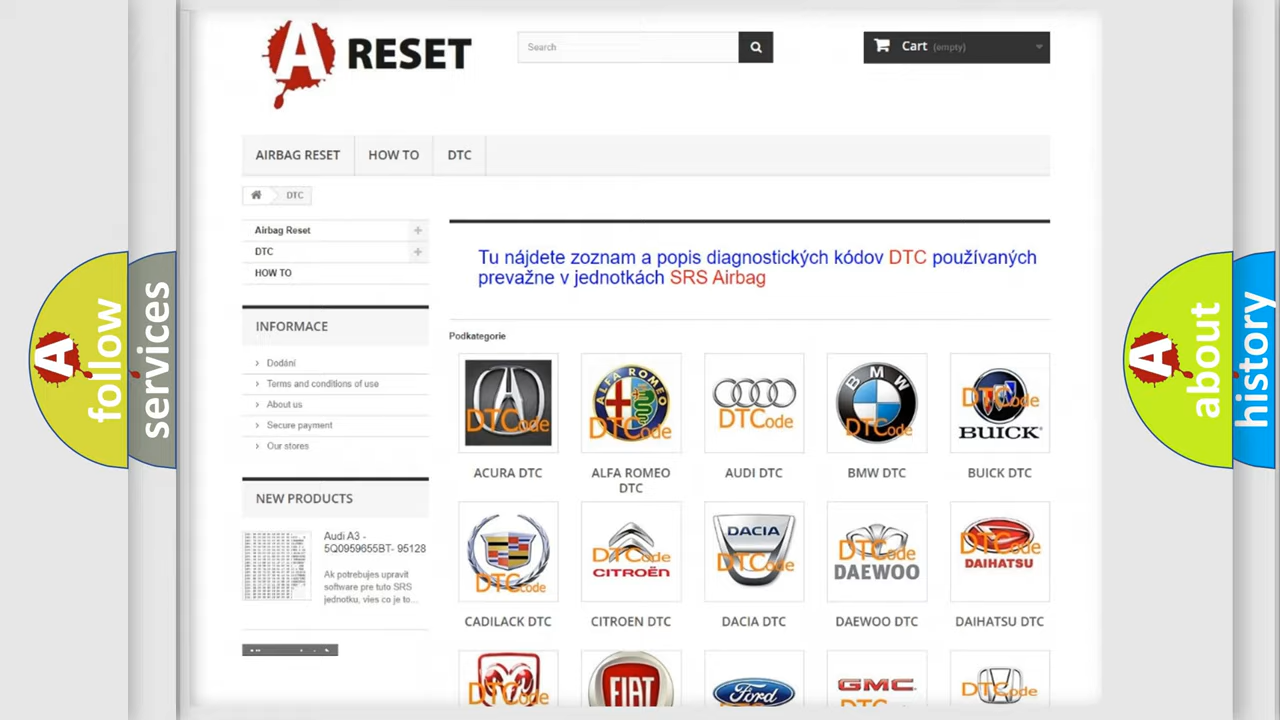 A RESET
Search
Cart (empty)
AIRBAG RESET
HOW TO
DTC
DTC
Airbag Reset
DTC
HOW TO
INFORMACE
Dodání
Terms and conditions of use
About us
Secure payment
Our stores
NEW PRODUCTS
Audi A3 -
5Q0959655BT- 95128
Ak potrebujes upravit
software pre tuto SRS
jednotku, vies co je to...
Tu nájdete zoznam a popis diagnostických kódov DTC používaných
prevažne v jednotkách SRS Airbag
Podkategorie
DTCode
ALFA ROMEO
DTCode
DTCode
BMW
DTCode
DTCode
BUICK
ACURA DTC
ALFA ROMEO
DTC
AUDI DTC
BMW DTC
BUICK DTC
DTCode
DTCode
CITROËN
DACIA
DTCode
DTCode
DAEWOO
DTCode
DAIHATSU
CADILACK DTC
CITROEN DTC
DACIA DTC
DAEWOO DTC
DAIHATSU DTC
DTCode
FIAT
Ford
GMC
DTCode
A
follow
services
A
about
history